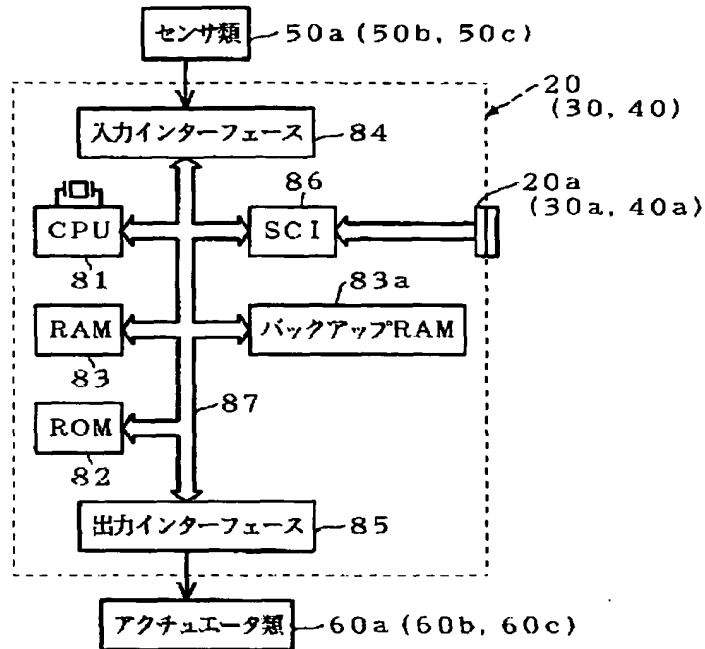 センサ類
50a (50b, 50c)
20
(30, 40)
入力インターフェース
84
20a
(30a, 40a)
86
CPU
SCI
81
83a
RAM
バックアップRAM
83
87
ROM
82
出力インターフェース
85
アクチュエータ類
60a (60b, 60c)